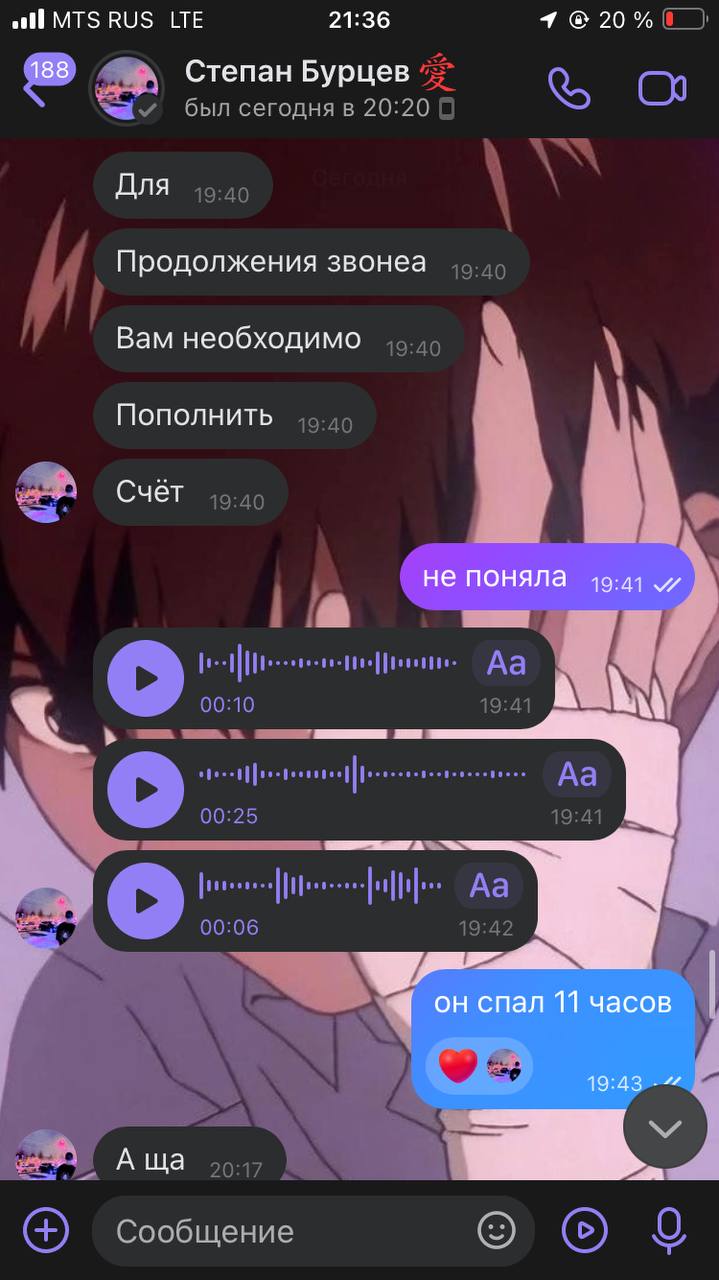 MTS RUS LTE 21:36 20 %
188
Степан Бурцев 愛
был сегодня в 20:20
Сегодня
Для 19:40
Продолжения звонеа 19:40
Вам необходимо 19:40
Пополнить 19:40
Счёт 19:40
не поняла 19:41
Aa
00:10 19:41
Aa
00:25 19:41
Aa
00:06 19:42
он спал 11 часов
19:43
А ща 20:17
Сообщение